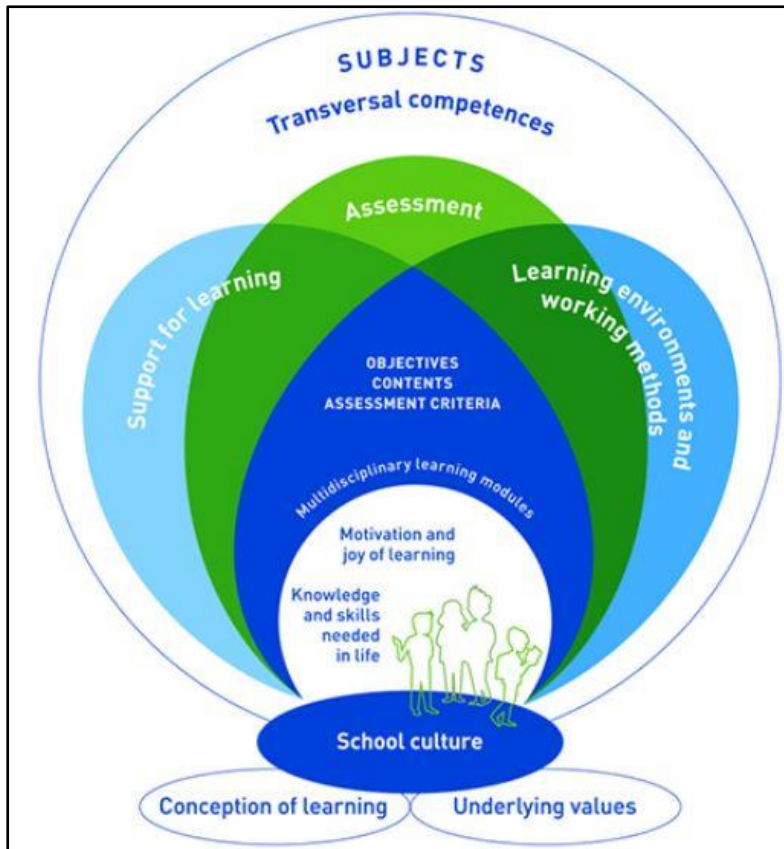 SUBJECTS
Transversal competences
Assessment
Support for learning
Learning environments and
working methods
OBJECTIVES
CONTENTS
ASSESSMENT CRITERIA
Multidisciplinary learning modules
Motivation and
joy of learning
Knowledge
and skills
needed
in life
School culture
Conception of learning
Underlying values